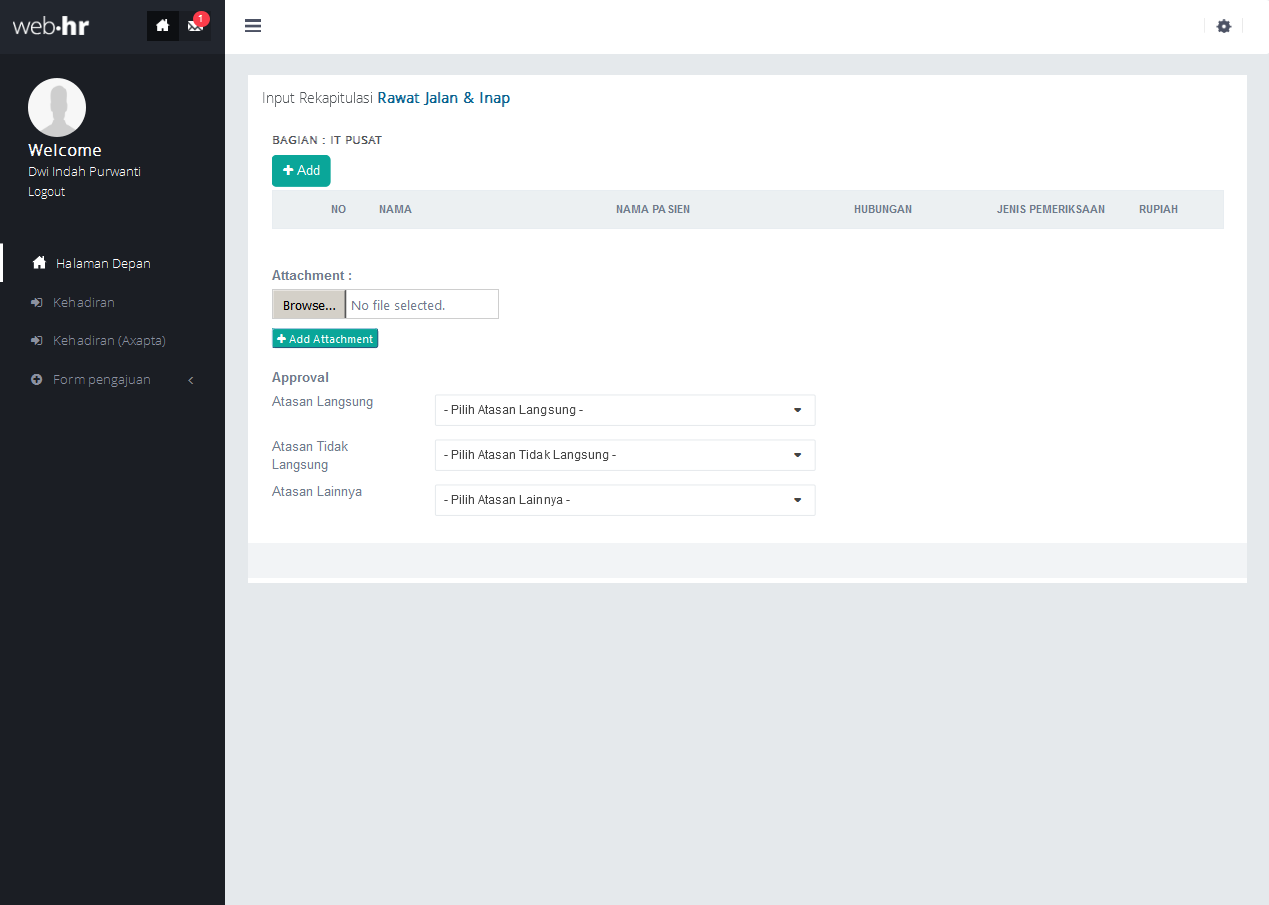 web·hr
1
Welcome
Dwi Indah Purwanti
Logout
Halaman Depan
Kehadiran
Kehadiran (Axapta)
Form pengajuan
Input Rekapitulasi Rawat Jalan & Inap
BAGIAN : IT PUSAT
Add
NO NAMA NAMA PASIEN HUBUNGAN JENIS PEMERIKSAAN RUPIAH
Attachment :
Browse... No file selected.
Add Attachment
Approval
Atasan Langsung - Pilih Atasan Langsung -
Atasan Tidak
Langsung
- Pilih Atasan Tidak Langsung -
Atasan Lainnya - Pilih Atasan Lainnya -